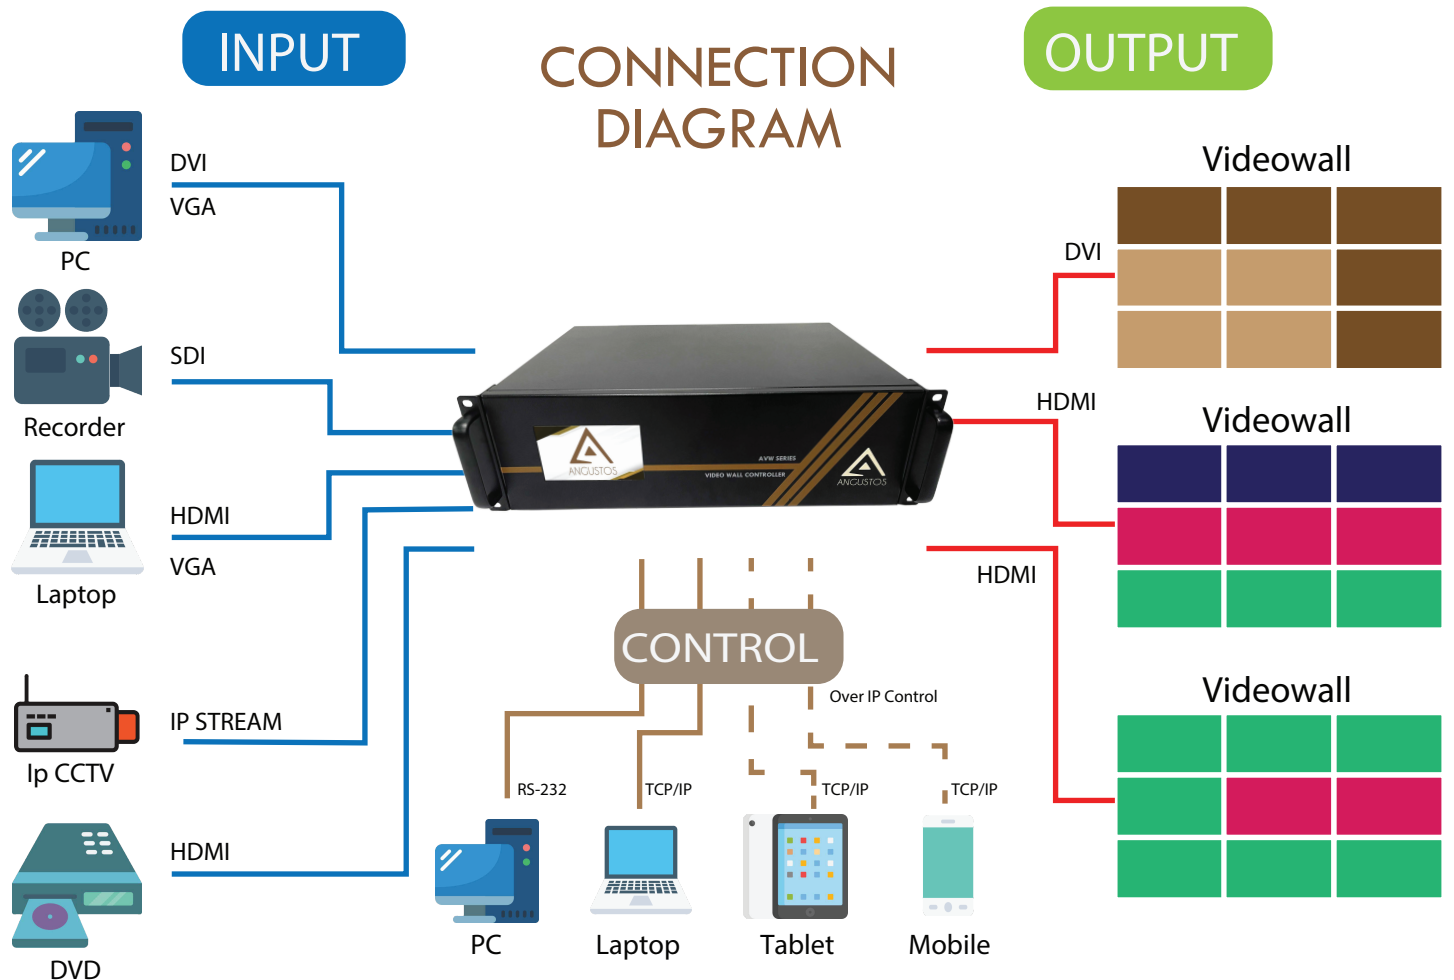 INPUT
CONNECTION
DIAGRAM
OUTPUT
DVI
VGA
PC
SDI
Recorder
HDMI
VGA
Laptop
IP STREAM
Ip CCTV
HDMI
DVD
ANGUSTOS
AVW SERIES
VIDEO WALL CONTROLLER
ANGUSTOS
CONTROL
Over IP Control
RS-232
TCP/IP
TCP/IP
TCP/IP
PC
Laptop
Tablet
Mobile
Videowall
DVI
HDMI
Videowall
HDMI
Videowall